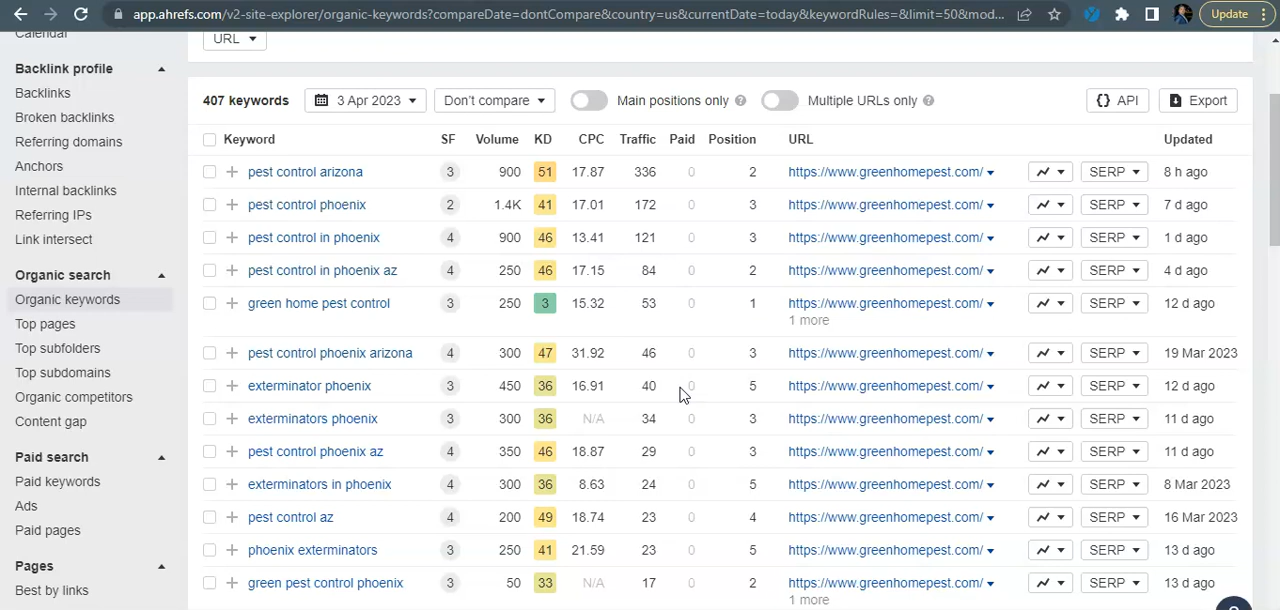 app.ahrefs.com/v2-site-explorer/organic-keywords?compareDate=dontCompare&country=us&currentDate=today&keywordRules=&limit=50&mod... Update
Calendar
URL
Backlink profile
Backlinks
Broken backlinks
Referring domains
Anchors
Internal backlinks
Referring IPs
Link intersect
Organic search
Organic keywords
Top pages
Top subfolders
Top subdomains
Organic competitors
Content gap
Paid search
Paid keywords
Ads
Paid pages
Pages
Best by links
407 keywords 3 Apr 2023 Don't compare Main positions only ? Multiple URLs only ? API Export
Keyword SF Volume KD CPC Traffic Paid Position URL Updated
pest control arizona 3 900 51 17.87 336 0 2 https://www.greenhomepest.com/ SERP 8 h ago
pest control phoenix 2 1.4K 41 17.01 172 0 3 https://www.greenhomepest.com/ SERP 7 d ago
pest control in phoenix 4 900 46 13.41 121 0 3 https://www.greenhomepest.com/ SERP 1 d ago
pest control in phoenix az 4 250 46 17.15 84 0 2 https://www.greenhomepest.com/ SERP 4 d ago
green home pest control 3 250 3 15.32 53 0 1 https://www.greenhomepest.com/ SERP 12 d ago
1 more
pest control phoenix arizona 4 300 47 31.92 46 0 3 https://www.greenhomepest.com/ SERP 19 Mar 2023
exterminator phoenix 3 450 36 16.91 40 0 5 https://www.greenhomepest.com/ SERP 12 d ago
exterminators phoenix 3 300 36 N/A 34 0 3 https://www.greenhomepest.com/ SERP 11 d ago
pest control phoenix az 4 350 46 18.87 29 0 3 https://www.greenhomepest.com/ SERP 11 d ago
exterminators in phoenix 4 300 36 8.63 24 0 5 https://www.greenhomepest.com/ SERP 8 Mar 2023
pest control az 4 200 49 18.74 23 0 4 https://www.greenhomepest.com/ SERP 16 Mar 2023
phoenix exterminators 3 250 41 21.59 23 0 5 https://www.greenhomepest.com/ SERP 13 d ago
green pest control phoenix 3 50 33 N/A 17 0 2 https://www.greenhomepest.com/ SERP 13 d ago
1 more